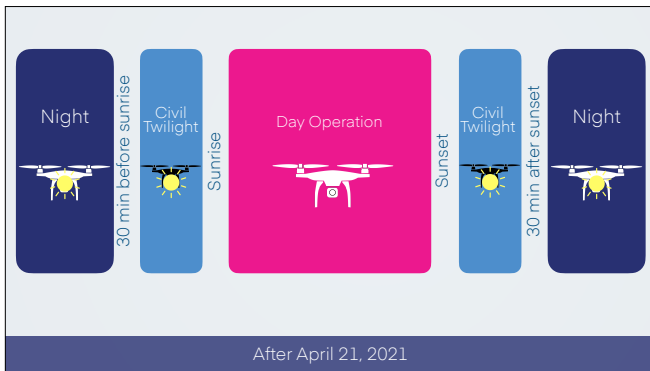 Night
30 min before sunrise
Civil
Twilight
Sunrise
Day Operation
Sunset
Civil
Twilight
30 min after sunset
Night
After April 21, 2021